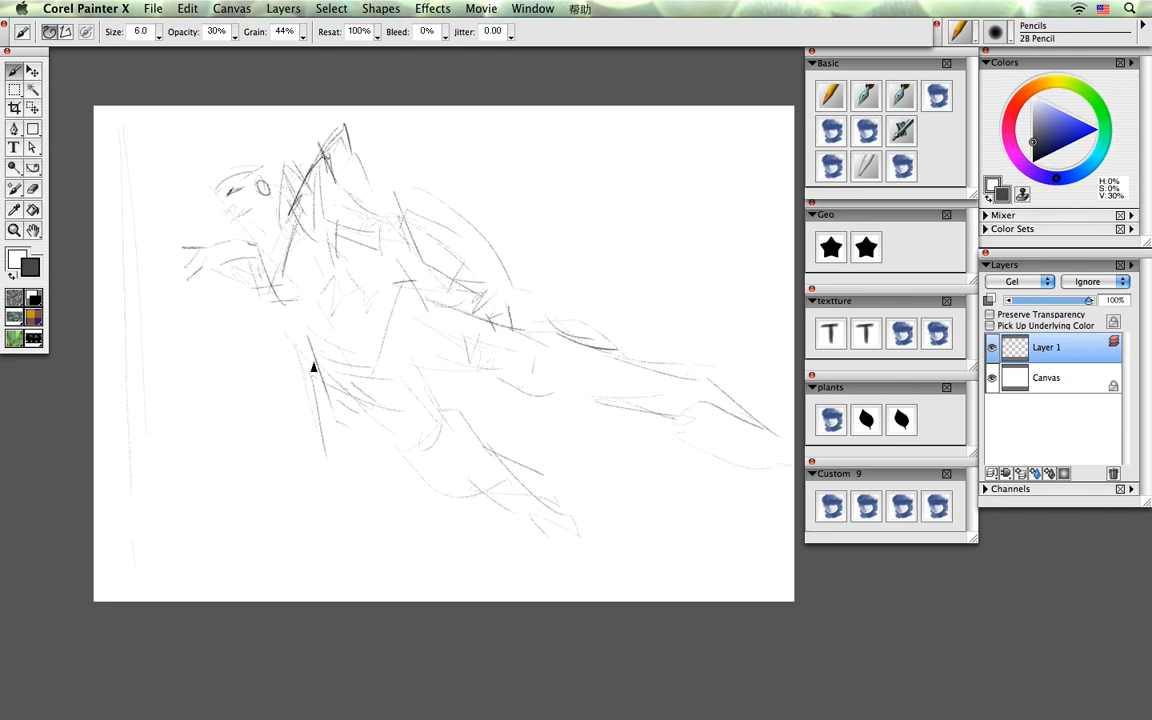 Corel Painter X File Edit Canvas Layers Select Shapes Effects Movie Window 帮助
Size: 6.0 Opacity: 30% Grain: 44% Resat: 100% Bleed: 0% Jitter: 0.00
Pencils
2B Pencil
Basic
Geo
textture
T T
plants
Custom 9
T
Colors
H:0%
S:0%
V:30%
Mixer
Color Sets
Layers
Gel Ignore
100%
Preserve Transparency
Pick Up Underlying Color
Layer 1
Canvas
Channels